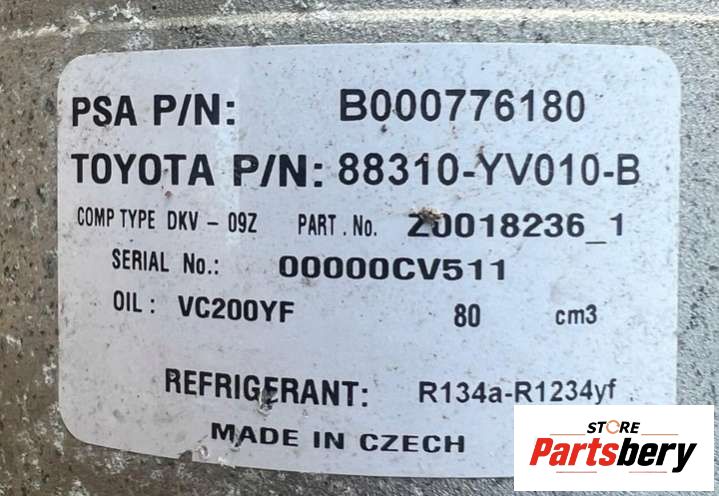 PSA P/N: B000776180
TOYOTA P/N: 88310-YV010-B
COMP TYPE DKV - 09Z PART.No. Z0018236_1
SERIAL No.: 00000CV511
OIL: VC200YF 80 cm3
REFRIGERANT: R134a-R1234yf
MADE IN CZECH
STORE
Partsbery